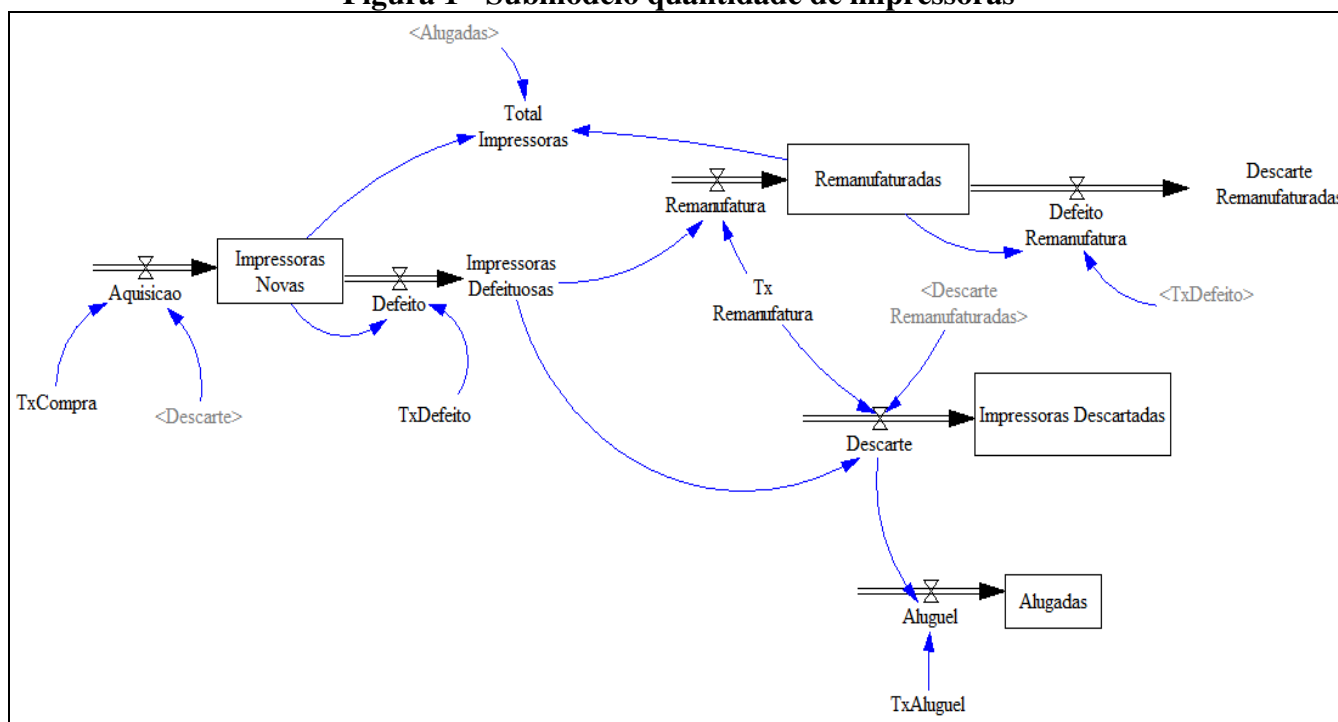 Figura 1 - Submodelo quantidade de impressoras
<Alugadas>
Total
Impressoras
Remanufaturadas
Remanufatura
Descarte
Remanufaturadas
Defeito
Remanufatura
Impressoras
Novas
Aquisicao
Defeito
Impressoras
Defeituosas
Tx
Remanufatura
<Descarte
Remanufaturadas>
<TxDefeito>
TxCompra
<Descarte>
TxDefeito
Descarte
Impressoras Descartadas
Aluguel
Alugadas
TxAluguel